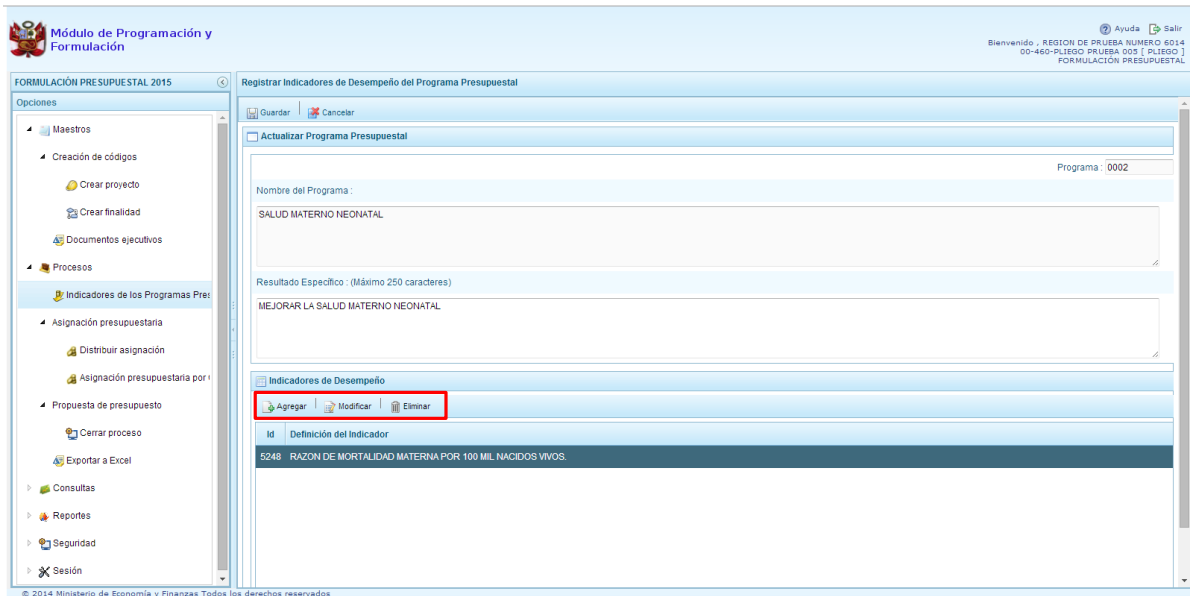 Módulo de Programación y
Formulación
Ayuda Salir
Bienvenido , REGION DE PRUEBA NUMERO 6014
00-460-PLIEGO PRUEBA 005 [ PLIEGO ]
FORMULACIÓN PRESUPUESTAL
FORMULACIÓN PRESUPUESTAL 2015
Opciones
Maestros
Creación de códigos
Crear proyecto
Crear finalidad
Documentos ejecutivos
Procesos
Indicadores de los Programas Pres
Asignación presupuestaria
Distribuir asignación
Asignación presupuestaria por
Propuesta de presupuesto
Cerrar proceso
Exportar a Excel
Consultas
Reportes
Seguridad
Sesión
Registrar Indicadores de Desempeño del Programa Presupuestal
Guardar Cancelar
Actualizar Programa Presupuestal
Programa : 0002
Nombre del Programa :
SALUD MATERNO NEONATAL
Resultado Específico : (Máximo 250 caracteres)
MEJORAR LA SALUD MATERNO NEONATAL
Indicadores de Desempeño
Agregar Modificar Eliminar
Id Definición del Indicador
5248 RAZON DE MORTALIDAD MATERNA POR 100 MIL NACIDOS VIVOS.
© 2014 Ministerio de Economía y Finanzas Todos los derechos reservados